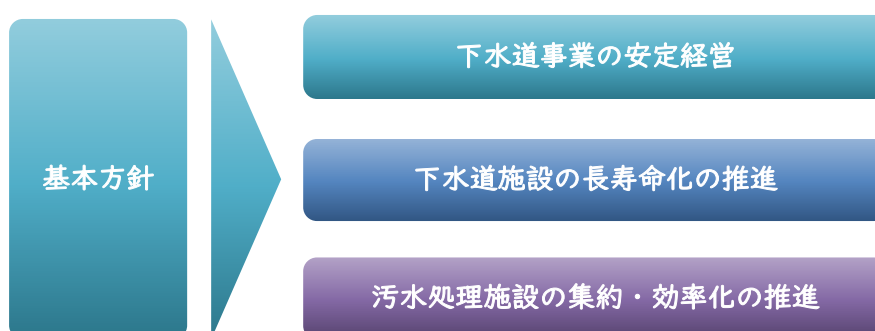 基本方針
下水道事業の安定経営
下水道施設の長寿命化の推進
汚水処理施設の集約・効率化の推進